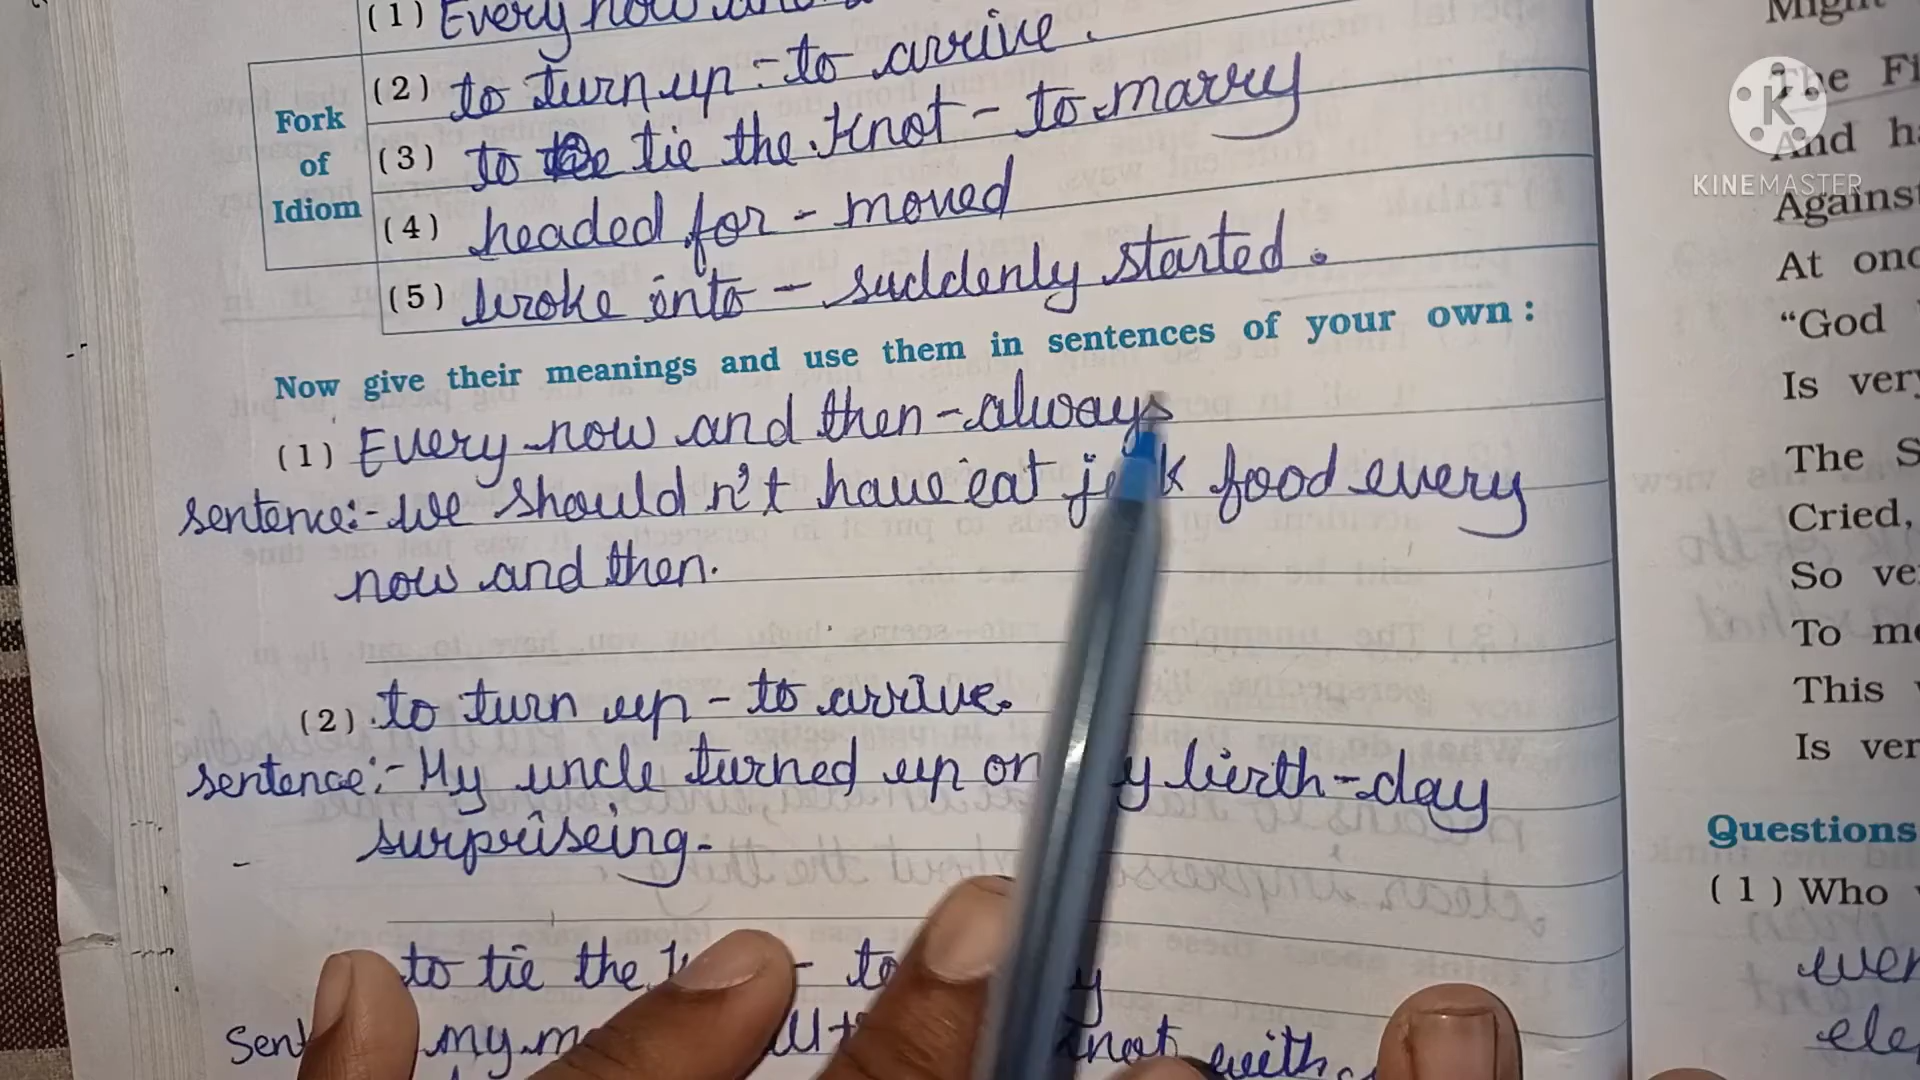 (1) Every now and
(2) to turn up - to arrive.
Fork of Idiom
(3) to tie the Knot - to marry
(4) headed for - moved
(5) broke into - suddenly started.
Now give their meanings and use them in sentences of your own :
(1) Every now and then - always
sentence:- we should n't have eat food every
now and then.
(2) to turn up - to arrive.
sentence:- My uncle turned up on birth-day
surpriseing.
to tie the
my with
Might
The Fi
And h
Against
At onc
"God
Is very
The S
Cried,
So ve
To me
This
Is ver
Questions
(1) Who
K
KINEMASTER